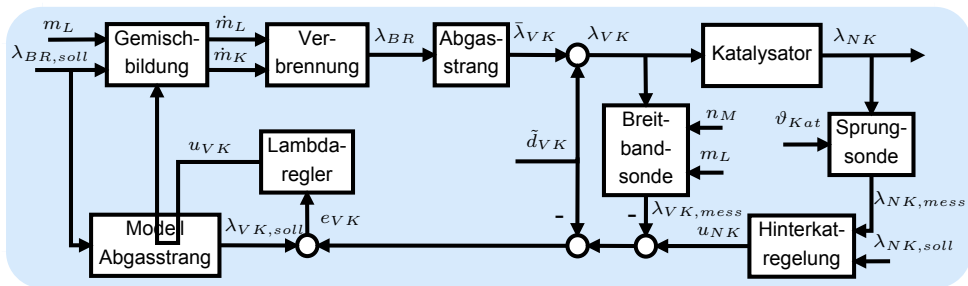 m_L
λ_BR,soll
Gemisch-
bildung
ṁ_L
ṁ_K
Ver-
brennung
λ_BR
Abgas-
strang
λ̄_VK
λ_VK
Katalysator
λ_NK
u_VK
Lambda-
regler
d̃_VK
Breit-
band-
sonde
n_M
m_L
ϑ_Kat
Sprung-
sonde
Modell
Abgasstrang
λ_VK,soll
e_VK
-
-
λ_VK,mess
u_NK
Hinterkat-
regelung
λ_NK,mess
λ_NK,soll